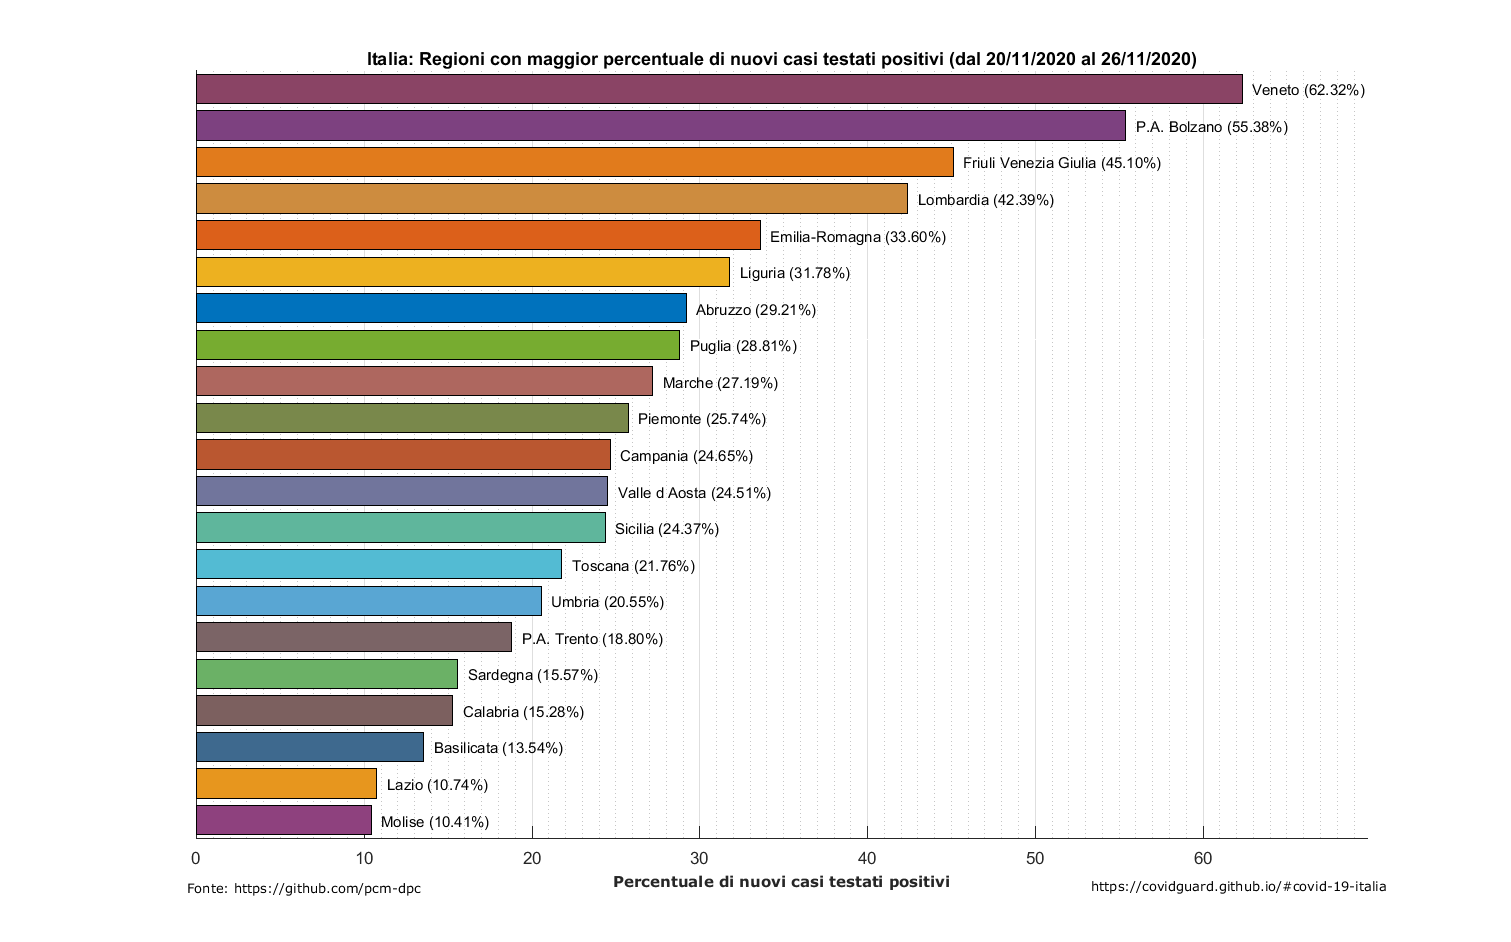 Italia: Regioni con maggior percentuale di nuovi casi testati positivi (dal 20/11/2020 al 26/11/2020)
Veneto (62.32%)
P.A. Bolzano (55.38%)
Friuli Venezia Giulia (45.10%)
Lombardia (42.39%)
Emilia-Romagna (33.60%)
Liguria (31.78%)
Abruzzo (29.21%)
Puglia (28.81%)
Marche (27.19%)
Piemonte (25.74%)
Campania (24.65%)
Valle d Aosta (24.51%)
Sicilia (24.37%)
Toscana (21.76%)
Umbria (20.55%)
P.A. Trento (18.80%)
Sardegna (15.57%)
Calabria (15.28%)
Basilicata (13.54%)
Lazio (10.74%)
Molise (10.41%)
0 10 20 30 40 50 60
Percentuale di nuovi casi testati positivi
Fonte: https://github.com/pcm-dpc
https://covidguard.github.io/#covid-19-italia